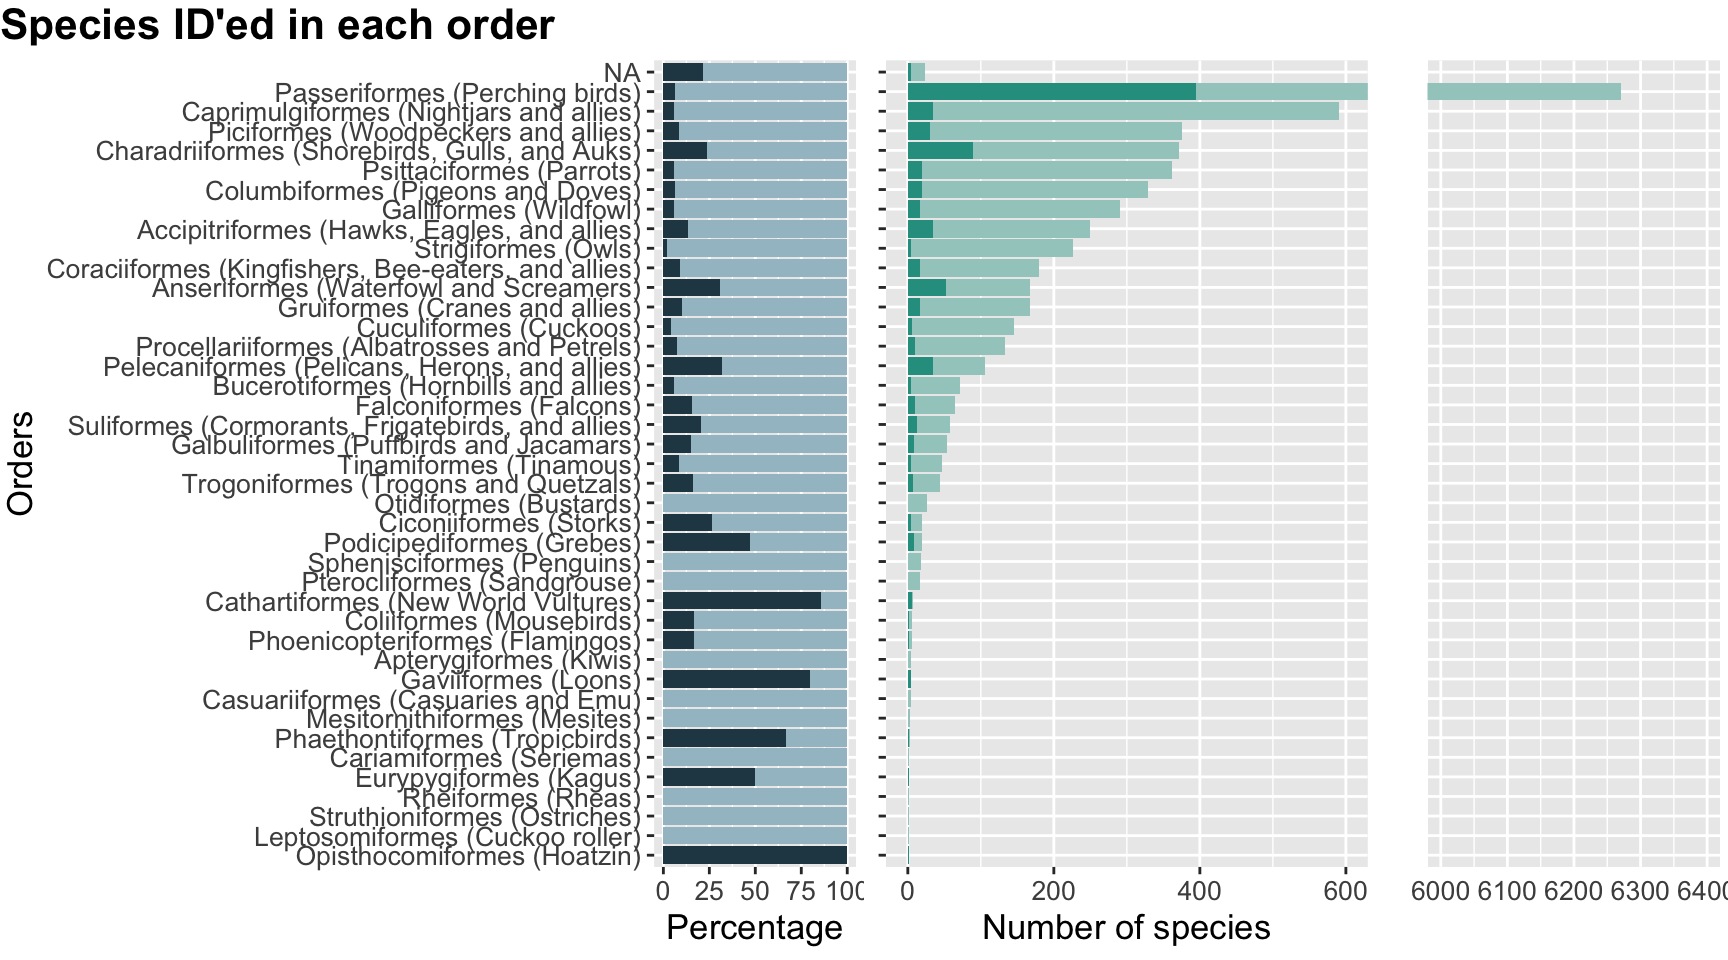 Species ID'ed in each order
NA
Passeriformes (Perching birds)
Caprimulgiformes (Nightjars and allies)
Piciformes (Woodpeckers and allies)
Charadriiformes (Shorebirds, Gulls, and Auks)
Psittaciformes (Parrots)
Columbiformes (Pigeons and Doves)
Galliformes (Wildfowl)
Accipitriformes (Hawks, Eagles, and allies)
Strigiformes (Owls)
Coraciiformes (Kingfishers, Bee-eaters, and allies)
Anseriformes (Waterfowl and Screamers)
Gruiformes (Cranes and allies)
Cuculiformes (Cuckoos)
Procellariiformes (Albatrosses and Petrels)
Pelecaniformes (Pelicans, Herons, and allies)
Bucerotiformes (Hornbills and allies)
Falconiformes (Falcons)
Suliformes (Cormorants, Frigatebirds, and allies)
Galbuliformes (Puffbirds and Jacamars)
Tinamiformes (Tinamous)
Trogoniformes (Trogons and Quetzals)
Otidiformes (Bustards)
Ciconiiformes (Storks)
Podicipediformes (Grebes)
Sphenisciformes (Penguins)
Pterocliformes (Sandgrouse)
Cathartiformes (New World Vultures)
Coliiformes (Mousebirds)
Phoenicopteriformes (Flamingos)
Apterygiformes (Kiwis)
Gaviiformes (Loons)
Casuariiformes (Casuaries and Emu)
Mesitornithiformes (Mesites)
Phaethontiformes (Tropicbirds)
Cariamiformes (Seriemas)
Eurypygiformes (Kagus)
Rheiformes (Rheas)
Struthioniformes (Ostriches)
Leptosomiformes (Cuckoo roller)
Opisthocomiformes (Hoatzin)
Orders
0 25 50 75 100
0 200 400 600
6000 6100 6200 6300 6400
Percentage
Number of species